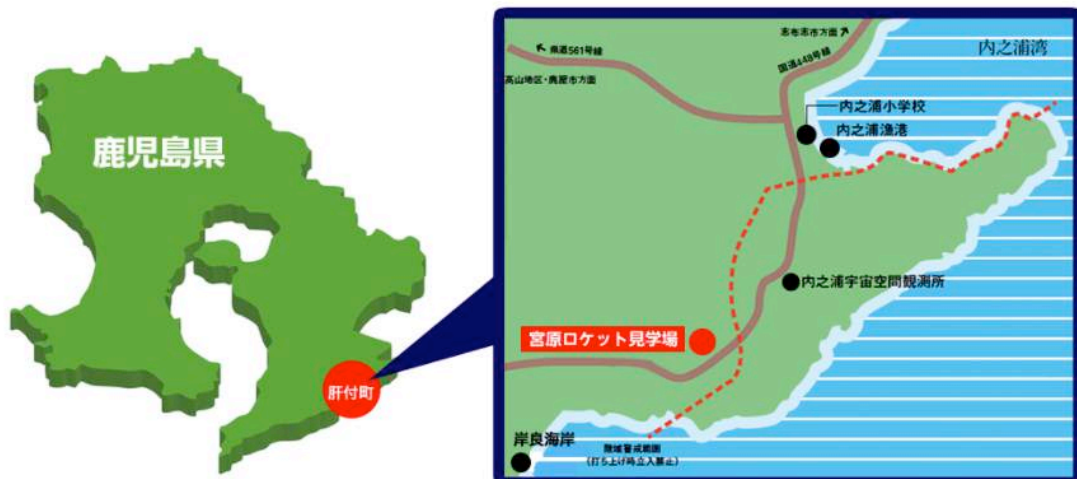 鹿児島県
肝付町
志布志市方面
県道561号線
国道448号線
高山地区・鹿屋市方面
内之浦湾
内之浦小学校
内之浦漁港
内之浦宇宙空間観測所
宮原ロケット見学場
岸良海岸
陸域警戒範囲
(打ち上げ時立入禁止)